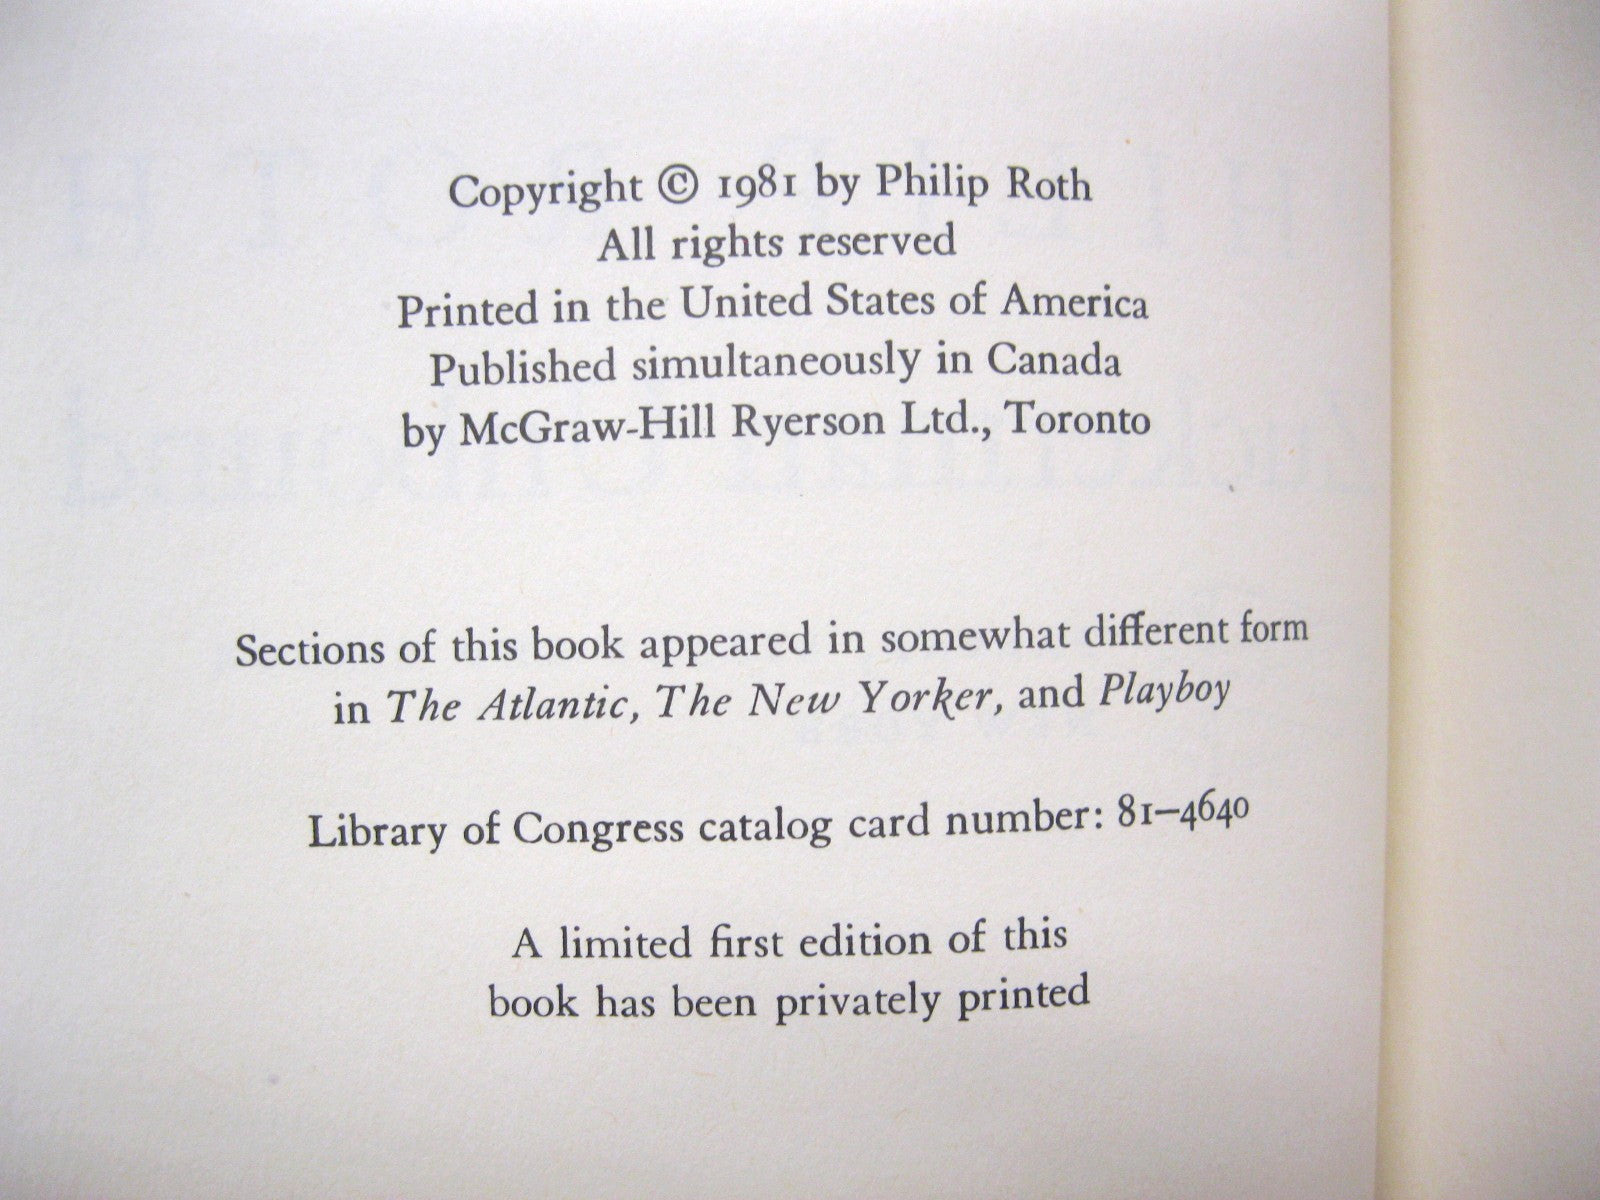 Copyright © 1981 by Philip Roth
All rights reserved
Printed in the United States of America
Published simultaneously in Canada
by McGraw-Hill Ryerson Ltd., Toronto
Sections of this book appeared in somewhat different form
in The Atlantic, The New Yorker, and Playboy
Library of Congress catalog card number: 81–4640
A limited first edition of this
book has been privately printed